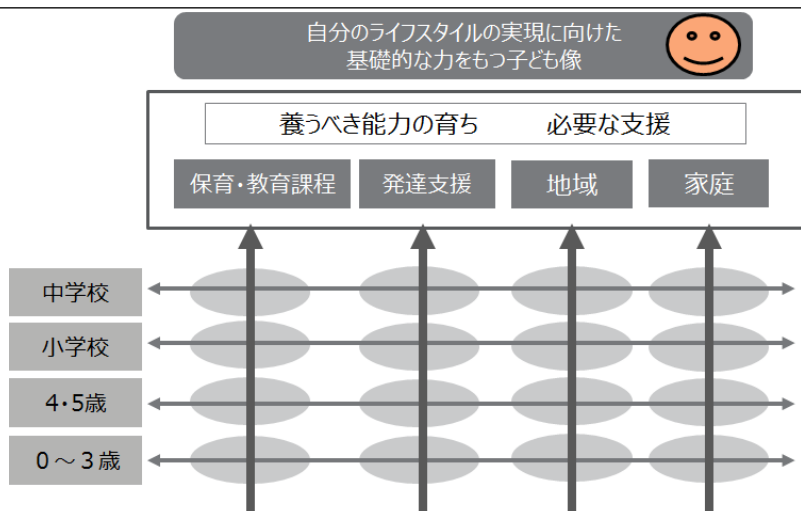 自分のライフスタイルの実現に向けた
基礎的な力をもつ子ども像
養うべき能力の育ち　　必要な支援
保育・教育課程　発達支援　地域　家庭
中学校
小学校
4・5歳
0～3歳